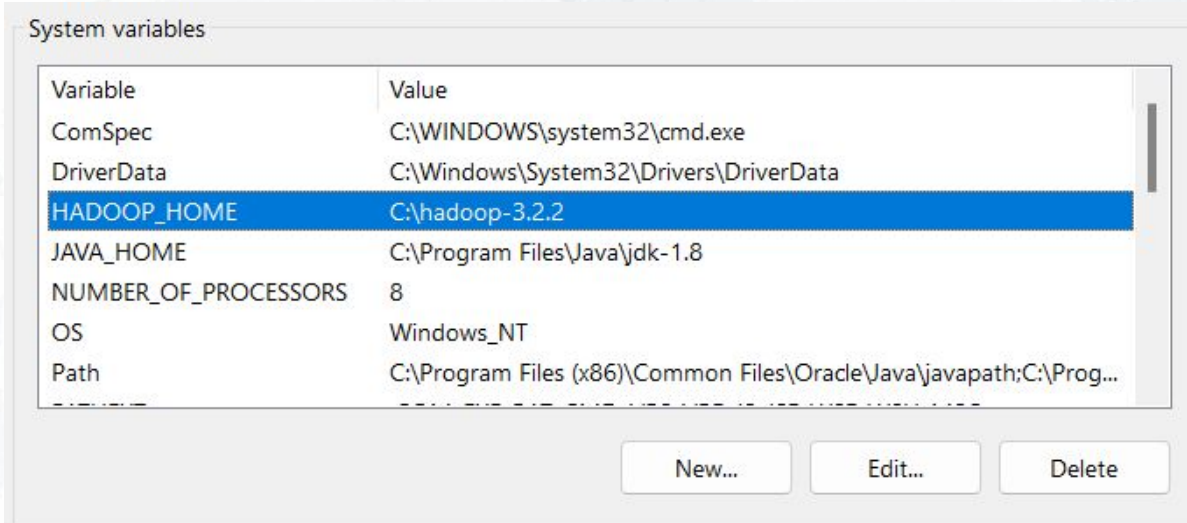 System variables
Variable Value
ComSpec C:\WINDOWS\system32\cmd.exe
DriverData C:\Windows\System32\Drivers\DriverData
HADOOP_HOME C:\hadoop-3.2.2
JAVA_HOME C:\Program Files\Java\jdk-1.8
NUMBER_OF_PROCESSORS 8
OS Windows_NT
Path C:\Program Files (x86)\Common Files\Oracle\Java\javapath;C:\Prog...
New... Edit... Delete